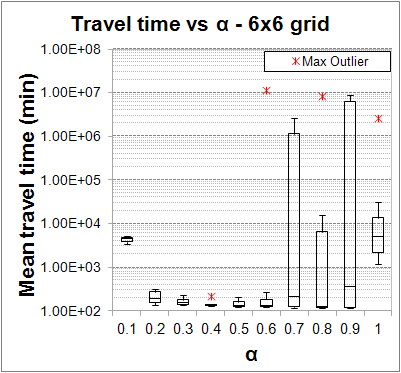 Travel time vs α - 6x6 grid
Max Outlier
Mean travel time (min)
1.00E+08
1.00E+07
1.00E+06
1.00E+05
1.00E+04
1.00E+03
1.00E+02
0.1 0.2 0.3 0.4 0.5 0.6 0.7 0.8 0.9 1
α